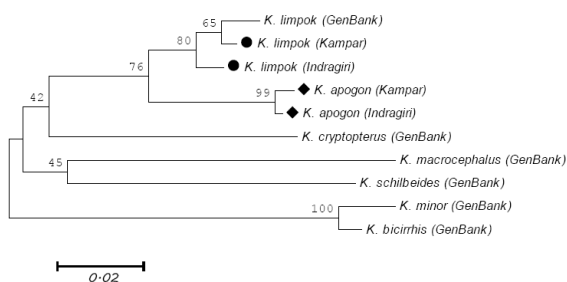 65
K. limpok (GenBank)
K. limpok (Kampar)
80
K. limpok (Indragiri)
76
99
K. apogon (Kampar)
K. apogon (Indragiri)
42
K. cryptopterus (GenBank)
45
K. macrocephalus (GenBank)
K. schilbeides (GenBank)
100
K. minor (GenBank)
K. bicirrhis (GenBank)
0.02